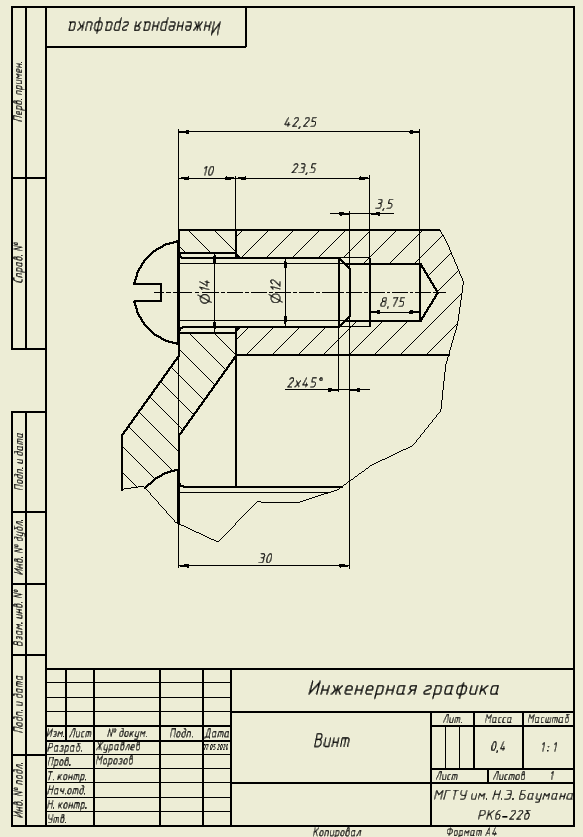 Инженерная графика
Перв. примен.
Справ. №
Подп. и дата
Инв. № дубл.
Взам. инв. №
Подп. и дата
Инв. № подл.
42,25
10
23,5
3,5
Ø14
Ø12
8,75
2x45°
30
Инженерная графика
Винт
Лит. Масса Масштаб
0,4 1:1
Лист Листов 1
МГТУ им. Н.Э. Баумана
РК6-22б
Изм. Лист № докум. Подп. Дата
Разраб. Журавлев
Пров. Морозов
Т. контр.
Нач.отд.
Н. контр.
Утв.
Копировал Формат А4